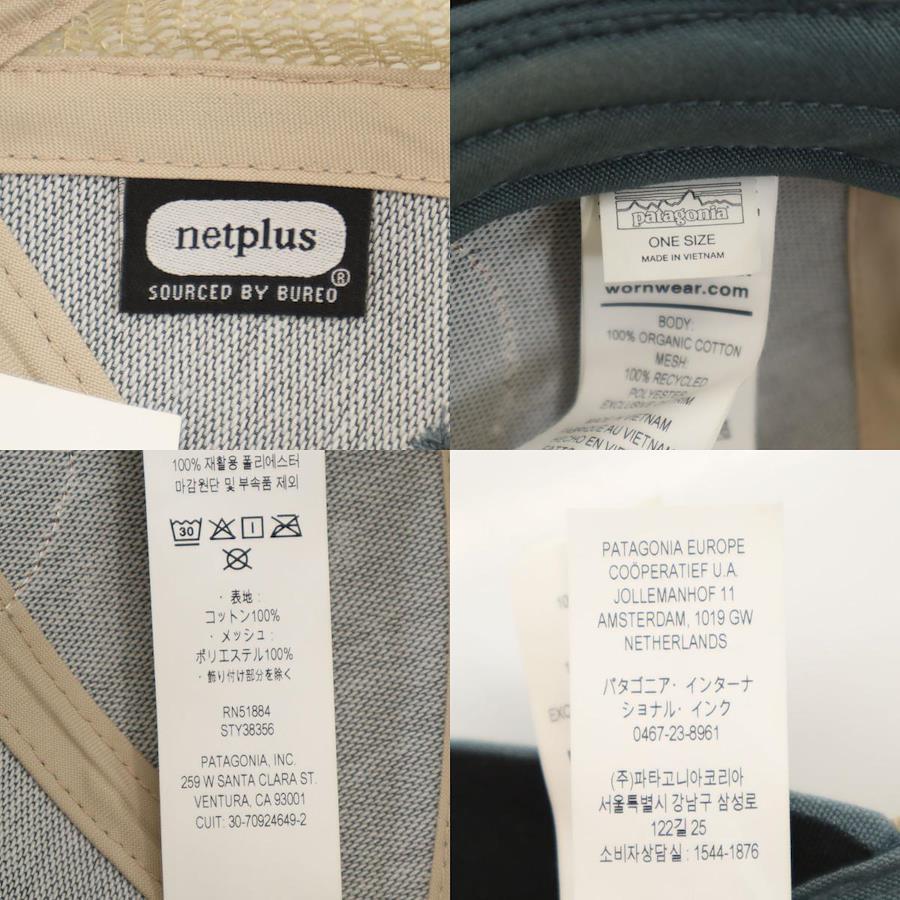 netplus
SOURCED BY BUREO ®
patagonia
ONE SIZE
MADE IN VIETNAM
wornwear.com
BODY:
100% ORGANIC COTTON
MESH:
100% RECYCLED
POLYESTER
EXCLUSIVE OF TRIM
MADE IN VIETNAM
FABRIQUÉ AU VIETNAM
HECHO EN VIETNAM
100% 재활용 폴리에스터
마감원단 및 부속품 제외
30
・表地:
コットン100%
・メッシュ:
ポリエステル100%
・飾り付け部分を除く
RN51884
STY38356
PATAGONIA, INC.
259 W SANTA CLARA ST.
VENTURA, CA 93001
CUIT: 30-70924649-2
PATAGONIA EUROPE
COÖPERATIEF U.A.
JOLLEMANHOF 11
AMSTERDAM, 1019 GW
NETHERLANDS
パタゴニア・インターナ
ショナル・インク
0467-23-8961
(주)파타고니아코리아
서울특별시 강남구 삼성로
122길 25
소비자상담실 : 1544-1876